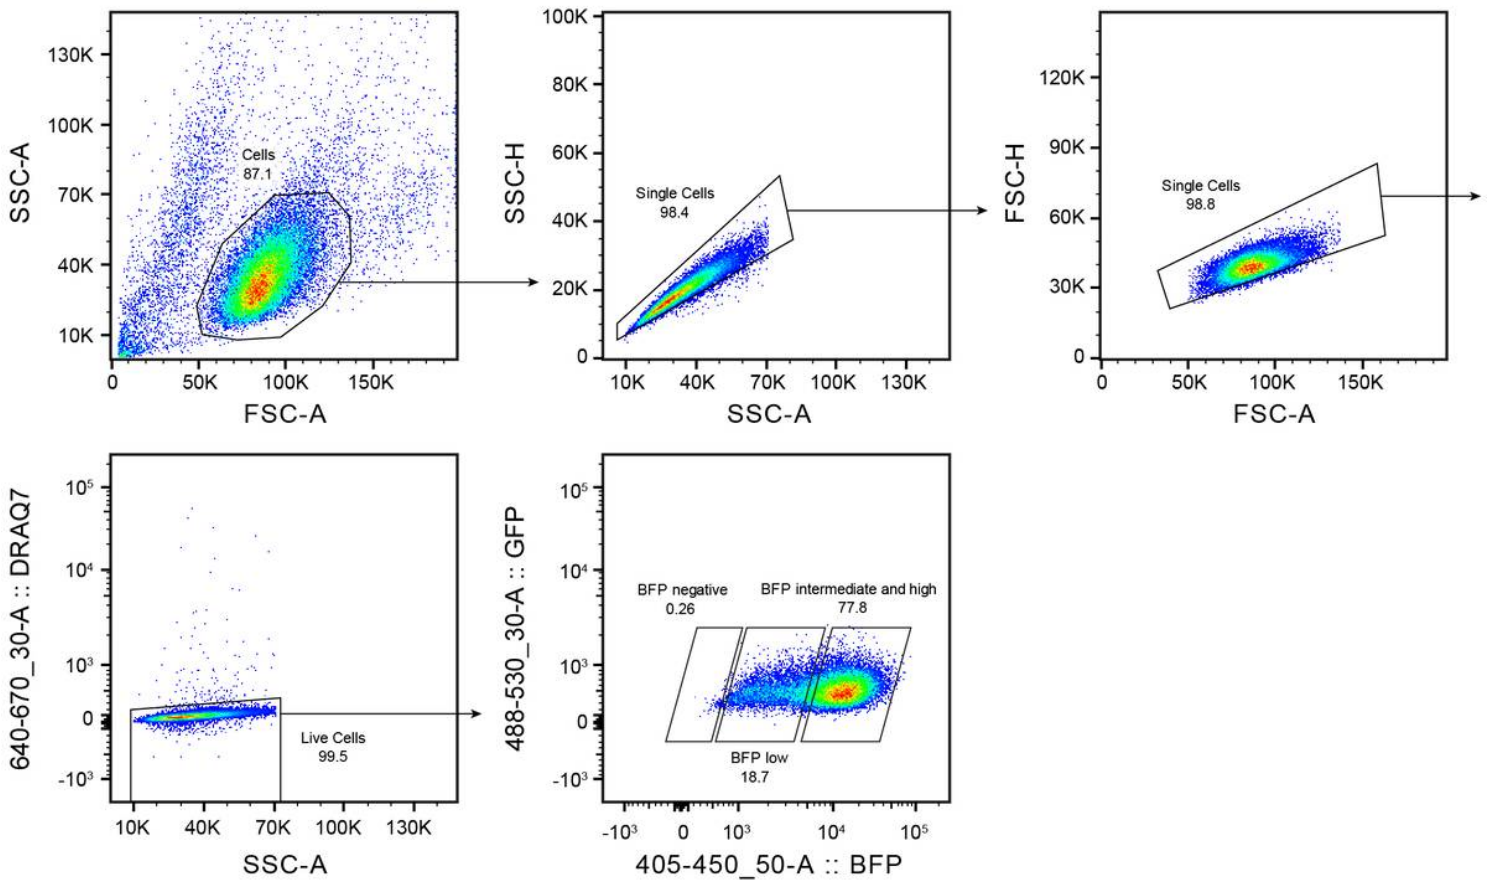 SSC-A
130K
100K
70K
40K
10K
Cells
87.1
0 50K 100K 150K
FSC-A
SSC-H
100K
80K
60K
40K
20K
0
Single Cells
98.4
10K 40K 70K 100K 130K
SSC-A
FSC-H
120K
90K
60K
30K
0
Single Cells
98.8
0 50K 100K 150K
FSC-A
640-670_30-A :: DRAQ7
10⁵
10⁴
10³
0
-10³
Live Cells
99.5
10K 40K 70K 100K 130K
SSC-A
488-530_30-A :: GFP
10⁵
10⁴
10³
0
-10³
BFP negative
0.26
BFP intermediate and high
77.8
BFP low
18.7
-10³ 0 10³ 10⁴ 10⁵
405-450_50-A :: BFP